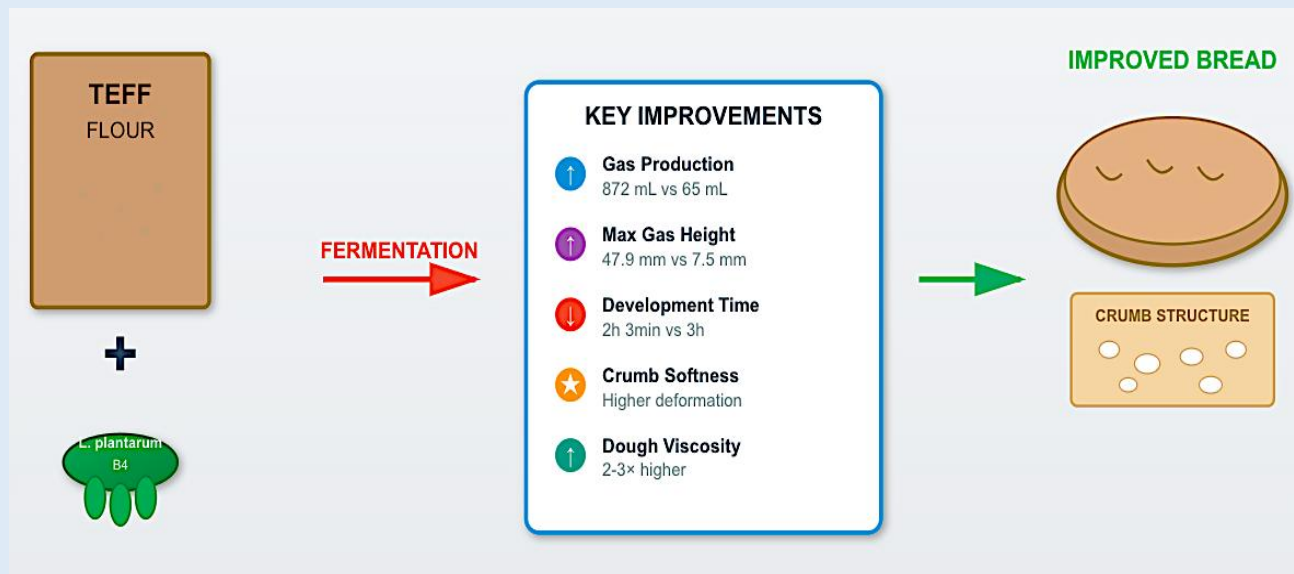 TEFF
FLOUR
L. plantarum
B4
FERMENTATION
KEY IMPROVEMENTS
Gas Production
872 mL vs 65 mL
Max Gas Height
47.9 mm vs 7.5 mm
Development Time
2h 3min vs 3h
Crumb Softness
Higher deformation
Dough Viscosity
2-3× higher
IMPROVED BREAD
CRUMB STRUCTURE